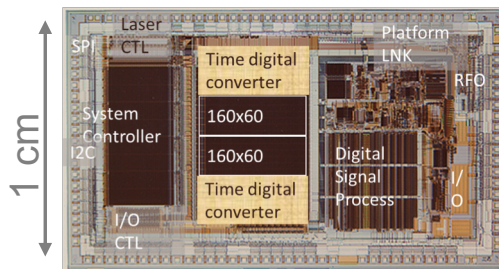 1 cm
Laser
CTL
SPI
System
Controller
I2C
I/O
CTL
Time digital
converter
160x60
160x60
Time digital
converter
Platform
LNK
RFO
Digital
Signal
Process
I/
O